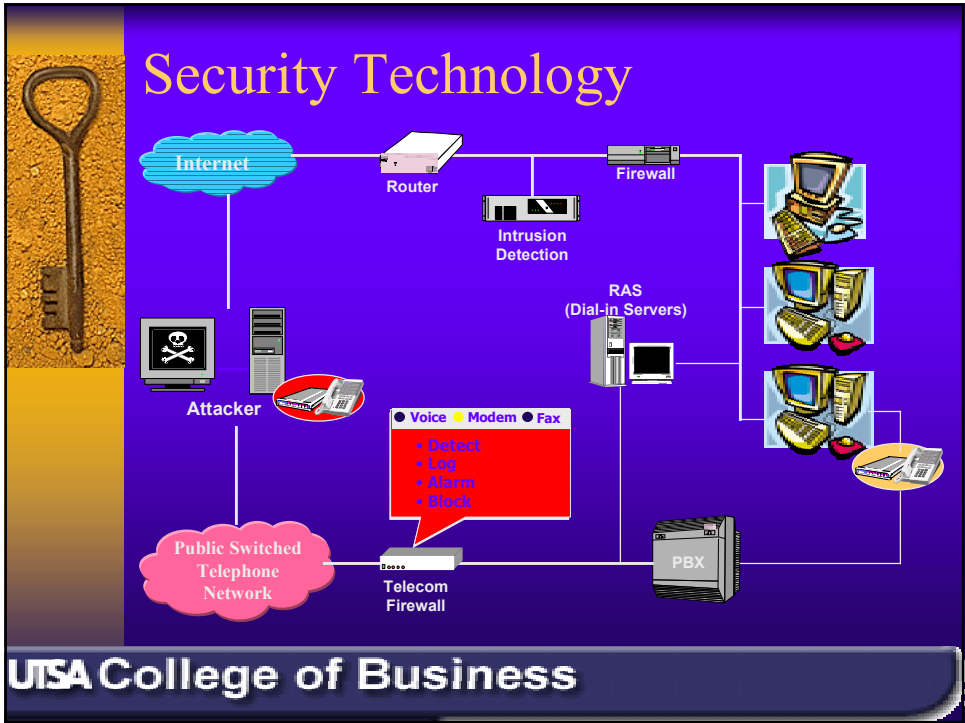 Security Technology
Internet
Router
Firewall
Intrusion
Detection
RAS
(Dial-in Servers)
Attacker
Voice Modem Fax
• Detect
• Log
• Alarm
• Block
Public Switched
Telephone
Network
Telecom
Firewall
PBX
UTSA College of Business